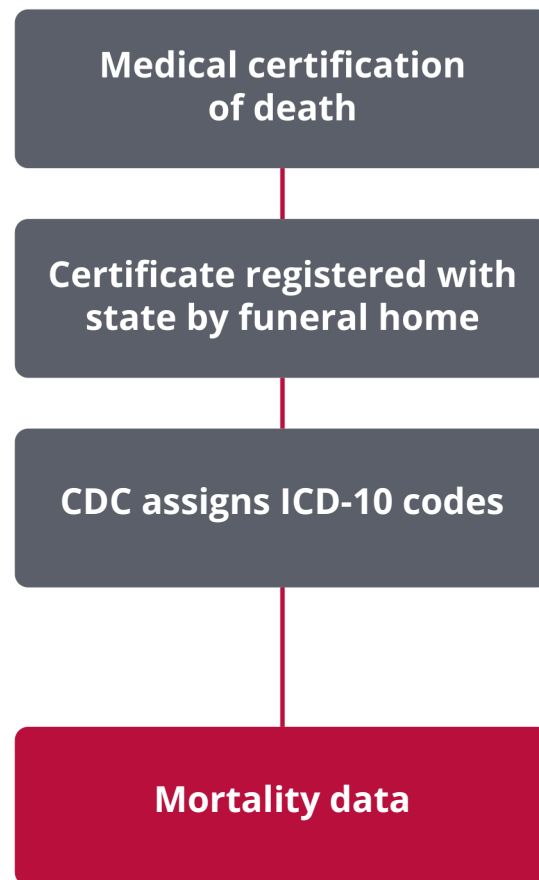 Medical certification
of death
Certificate registered with
state by funeral home
CDC assigns ICD-10 codes
Mortality data